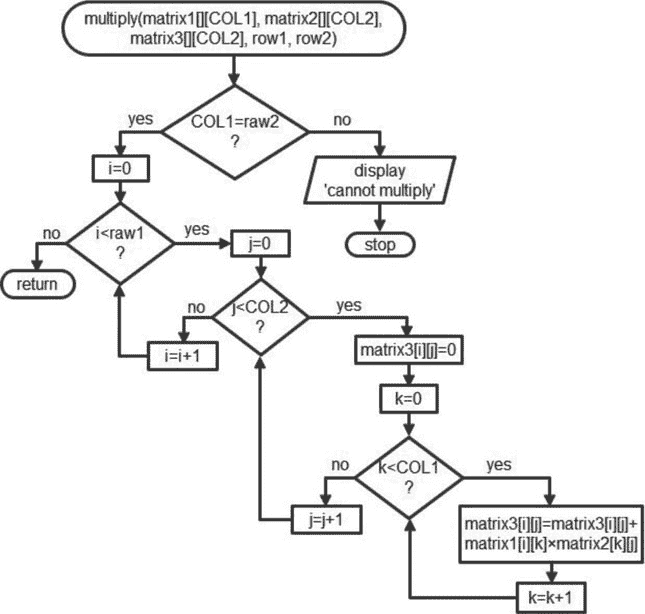 multiply(matrix1[][COL1], matrix2[][COL2],
matrix3[][COL2], row1, row2)
COL1=raw2
?
yes
no
i=0
display
'cannot multiply'
stop
i<raw1
?
no
yes
return
j=0
j<COL2
?
no
yes
i=i+1
matrix3[i][j]=0
k=0
k<COL1
?
no
yes
j=j+1
matrix3[i][j]=matrix3[i][j]+
matrix1[i][k]×matrix2[k][j]
k=k+1